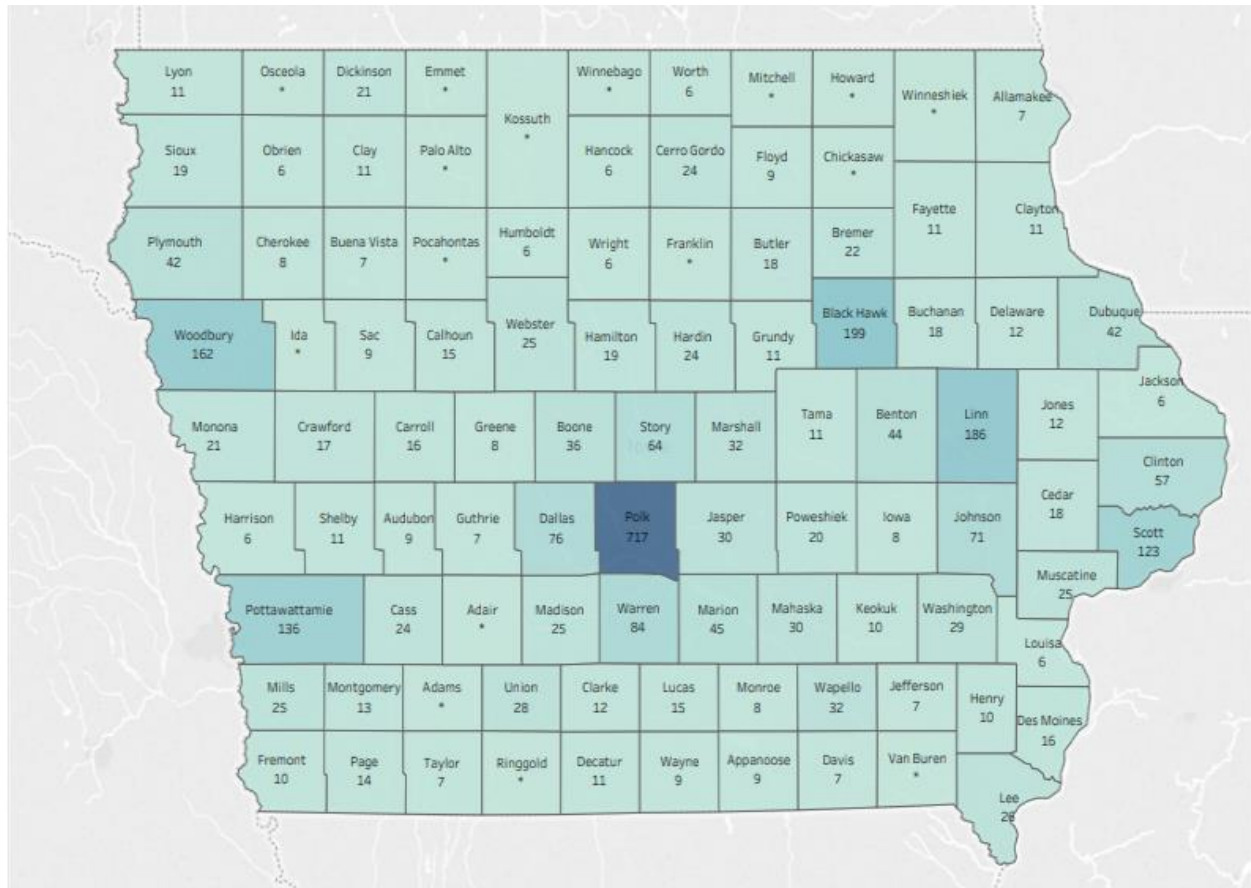 Lyon
11
Osceola
*
Dickinson
21
Emmet
*
Kossuth
*
Winnebago
*
Worth
6
Mitchell
*
Howard
*
Winneshiek
*
Allamakee
7
Sioux
19
Obrien
6
Clay
11
Palo Alto
*
Hancock
6
Cerro Gordo
24
Floyd
9
Chickasaw
*
Fayette
11
Clayton
11
Plymouth
42
Cherokee
8
Buena Vista
7
Pocahontas
*
Humboldt
6
Wright
6
Franklin
*
Butler
18
Bremer
22
Woodbury
162
Ida
*
Sac
9
Calhoun
15
Webster
25
Hamilton
19
Hardin
24
Grundy
11
Black Hawk
199
Buchanan
18
Delaware
12
Dubuque
42
Jackson
6
Monona
21
Crawford
17
Carroll
16
Greene
8
Boone
36
Story
64
Marshall
32
Tama
11
Benton
44
Linn
186
Jones
12
Clinton
57
Harrison
6
Shelby
11
Audubon
9
Guthrie
7
Dallas
76
Polk
717
Jasper
30
Poweshiek
20
Iowa
8
Johnson
71
Cedar
18
Scott
123
Muscatine
25
Pottawattamie
136
Cass
24
Adair
*
Madison
25
Warren
84
Marion
45
Mahaska
30
Keokuk
10
Washington
29
Louisa
6
Mills
25
Montgomery
13
Adams
*
Union
28
Clarke
12
Lucas
15
Monroe
8
Wapello
32
Jefferson
7
Henry
10
Des Moines
16
Fremont
10
Page
14
Taylor
7
Ringgold
*
Decatur
11
Wayne
9
Appanoose
9
Davis
7
Van Buren
*
Lee